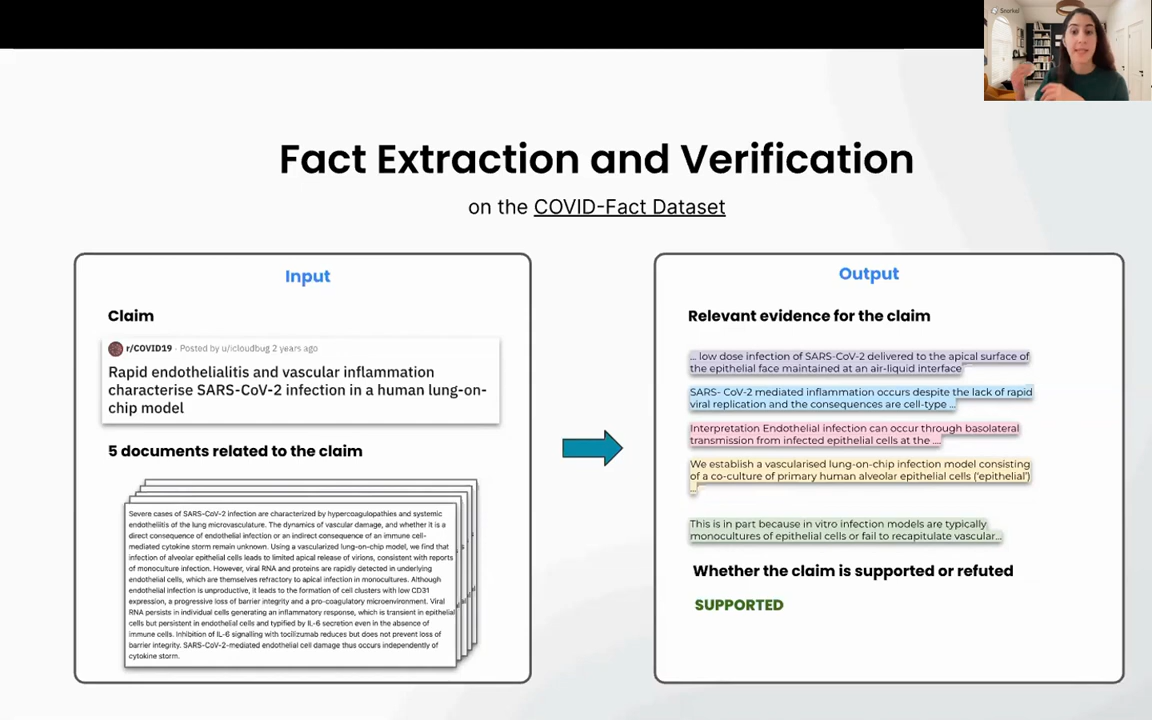 Snorkel
Fact Extraction and Verification
on the COVID-Fact Dataset
Input
Claim
r/COVID19 · Posted by u/icloudbug 2 years ago
Rapid endothelialitis and vascular inflammation
characterise SARS-CoV-2 infection in a human lung-on-
chip model
5 documents related to the claim
Severe cases of SARS-CoV-2 infection are characterized by hypercoagulopathies and systemic
endotheliitis of the lung microvasculature. The dynamics of vascular damage, and whether it is a
direct consequence of endothelial infection or an indirect consequence of an immune cell-
mediated cytokine storm remain unknown. Using a vascularized lung-on-chip model, we find that
infection of alveolar epithelial cells leads to limited apical release of virions, consistent with reports
of monoculture infection. However, viral RNA and proteins are rapidly detected in underlying
endothelial cells, which are themselves refractory to apical infection in monocultures. Although
endothelial infection is unproductive, it leads to the formation of cell clusters with low CD31
expression, a progressive loss of barrier integrity and a pro-coagulatory microenvironment. Viral
RNA persists in individual cells generating an inflammatory response, which is transient in epithelial
cells but persistent in endothelial cells and typified by IL-6 secretion even in the absence of
immune cells. Inhibition of IL-6 signalling with tocilizumab reduces but does not prevent loss of
barrier integrity. SARS-CoV-2-mediated endothelial cell damage thus occurs independently of
cytokine storm.
Output
Relevant evidence for the claim
... low dose infection of SARS-CoV-2 delivered to the apical surface of
the epithelial face maintained at an air-liquid interface
SARS- CoV-2 mediated inflammation occurs despite the lack of rapid
viral replication and the consequences are cell-type ...
Interpretation Endothelial infection can occur through basolateral
transmission from infected epithelial cells at the ....
We establish a vascularised lung-on-chip infection model consisting
of a co-culture of primary human alveolar epithelial cells ('epithelial')
...
This is in part because in vitro infection models are typically
monocultures of epithelial cells or fail to recapitulate vascular...
Whether the claim is supported or refuted
SUPPORTED